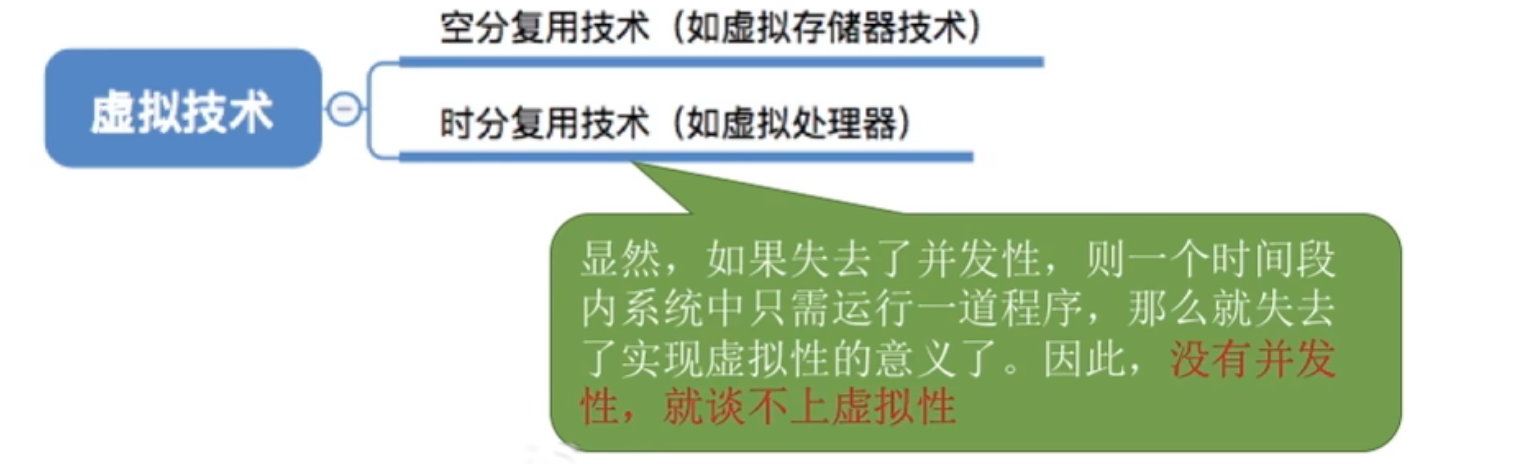 空分复用技术（如虚拟存储器技术）
虚拟技术
时分复用技术（如虚拟处理器）
显然，如果失去了并发性，则一个时间段
内系统中只需运行一道程序，那么就失去
了实现虚拟性的意义了。因此，没有并发
性，就谈不上虚拟性